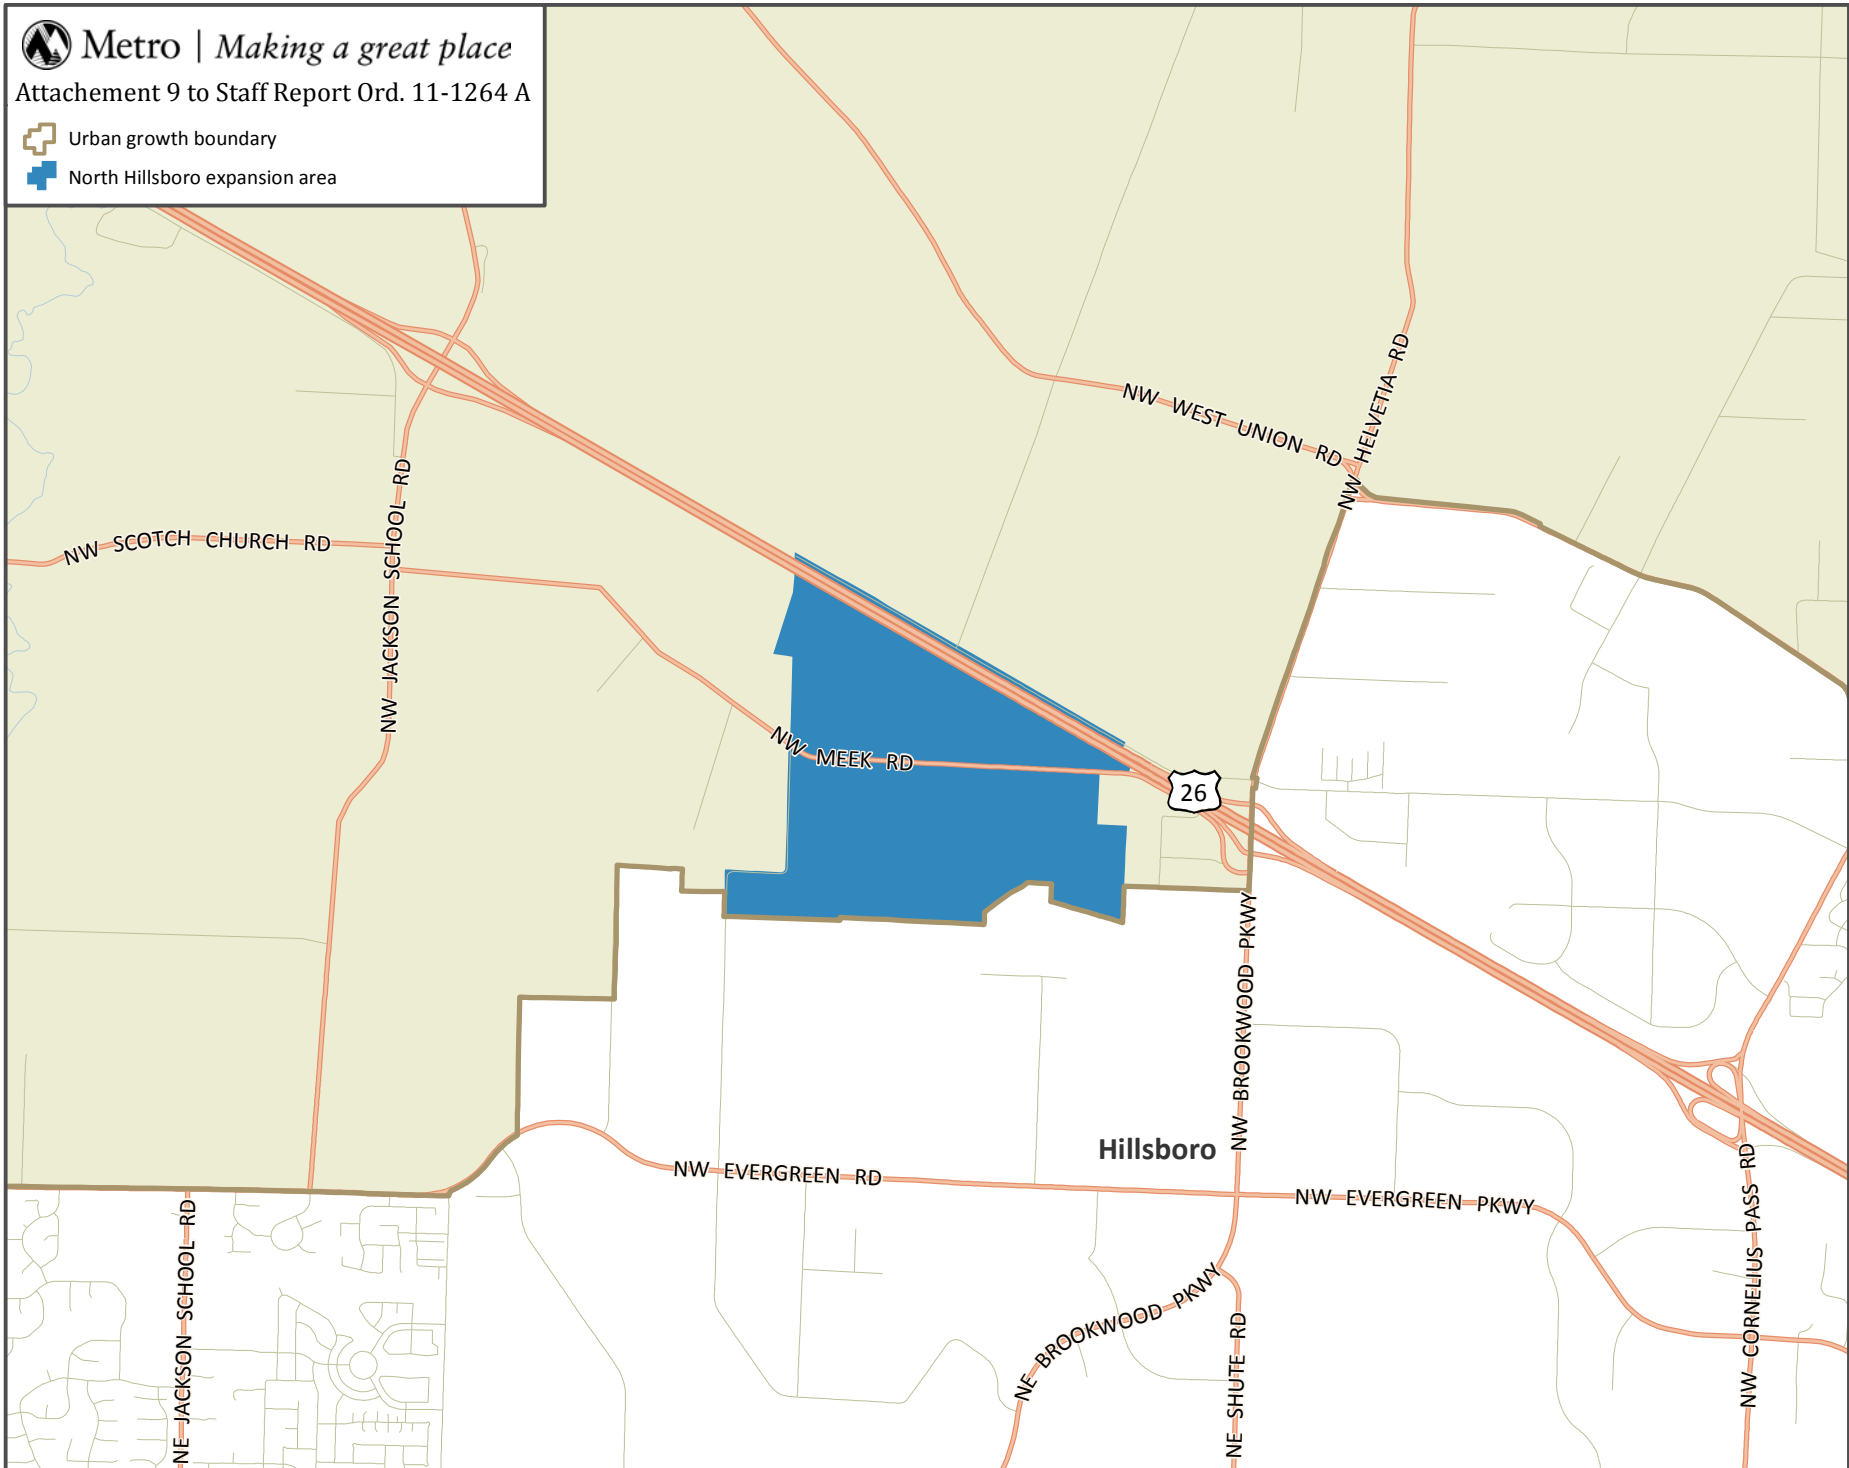 Metro | Making a great place
Attachement 9 to Staff Report Ord. 11-1264 A
Urban growth boundary
North Hillsboro expansion area
NW HELVETIA RD
NW WEST UNION RD
NW JACKSON SCHOOL RD
NW SCOTCH CHURCH RD
NW MEEK RD
26
NW BROOKWOOD PKWY
Hillsboro
NW EVERGREEN RD
NW EVERGREEN PKWY
NW CORNELIUS PASS RD
NE JACKSON SCHOOL RD
NE BROOKWOOD PKWY
NE SHUTE RD